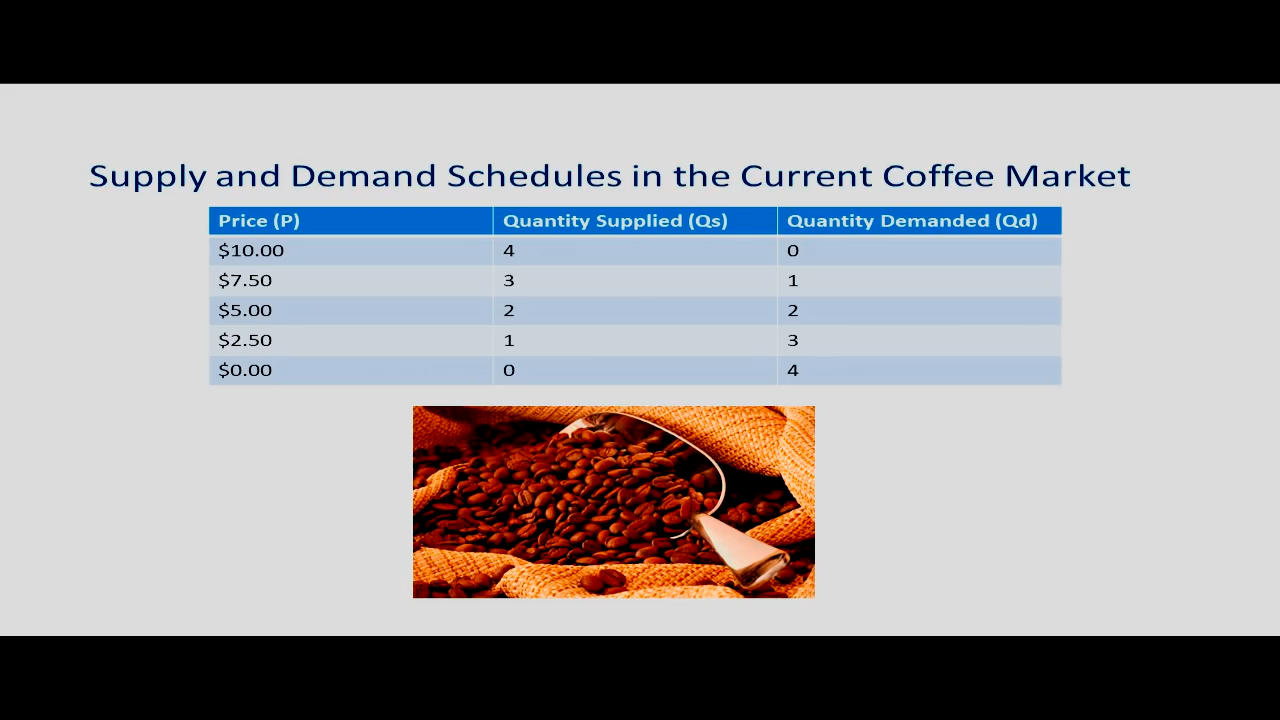 Supply and Demand Schedules in the Current Coffee Market
Price (P) Quantity Supplied (Qs) Quantity Demanded (Qd)
$10.00 4 0
$7.50 3 1
$5.00 2 2
$2.50 1 3
$0.00 0 4